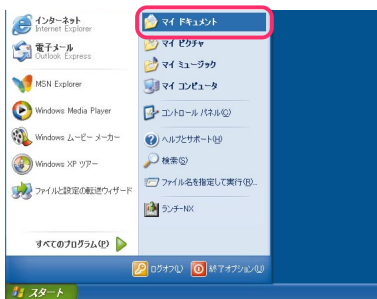 インターネット
Internet Explorer
電子メール
Outlook Express
MSN Explorer
Windows Media Player
Windows ムービー メーカー
Windows XP ツアー
ファイルと設定の転送ウィザード
すべてのプログラム(P)
マイ ドキュメント
マイ ピクチャ
マイ ミュージック
マイ コンピュータ
コントロール パネル(C)
ヘルプとサポート(H)
検索(S)
ファイル名を指定して実行(R)...
ランチ-NX
ログオフ(L)
終了オプション(U)
スタート